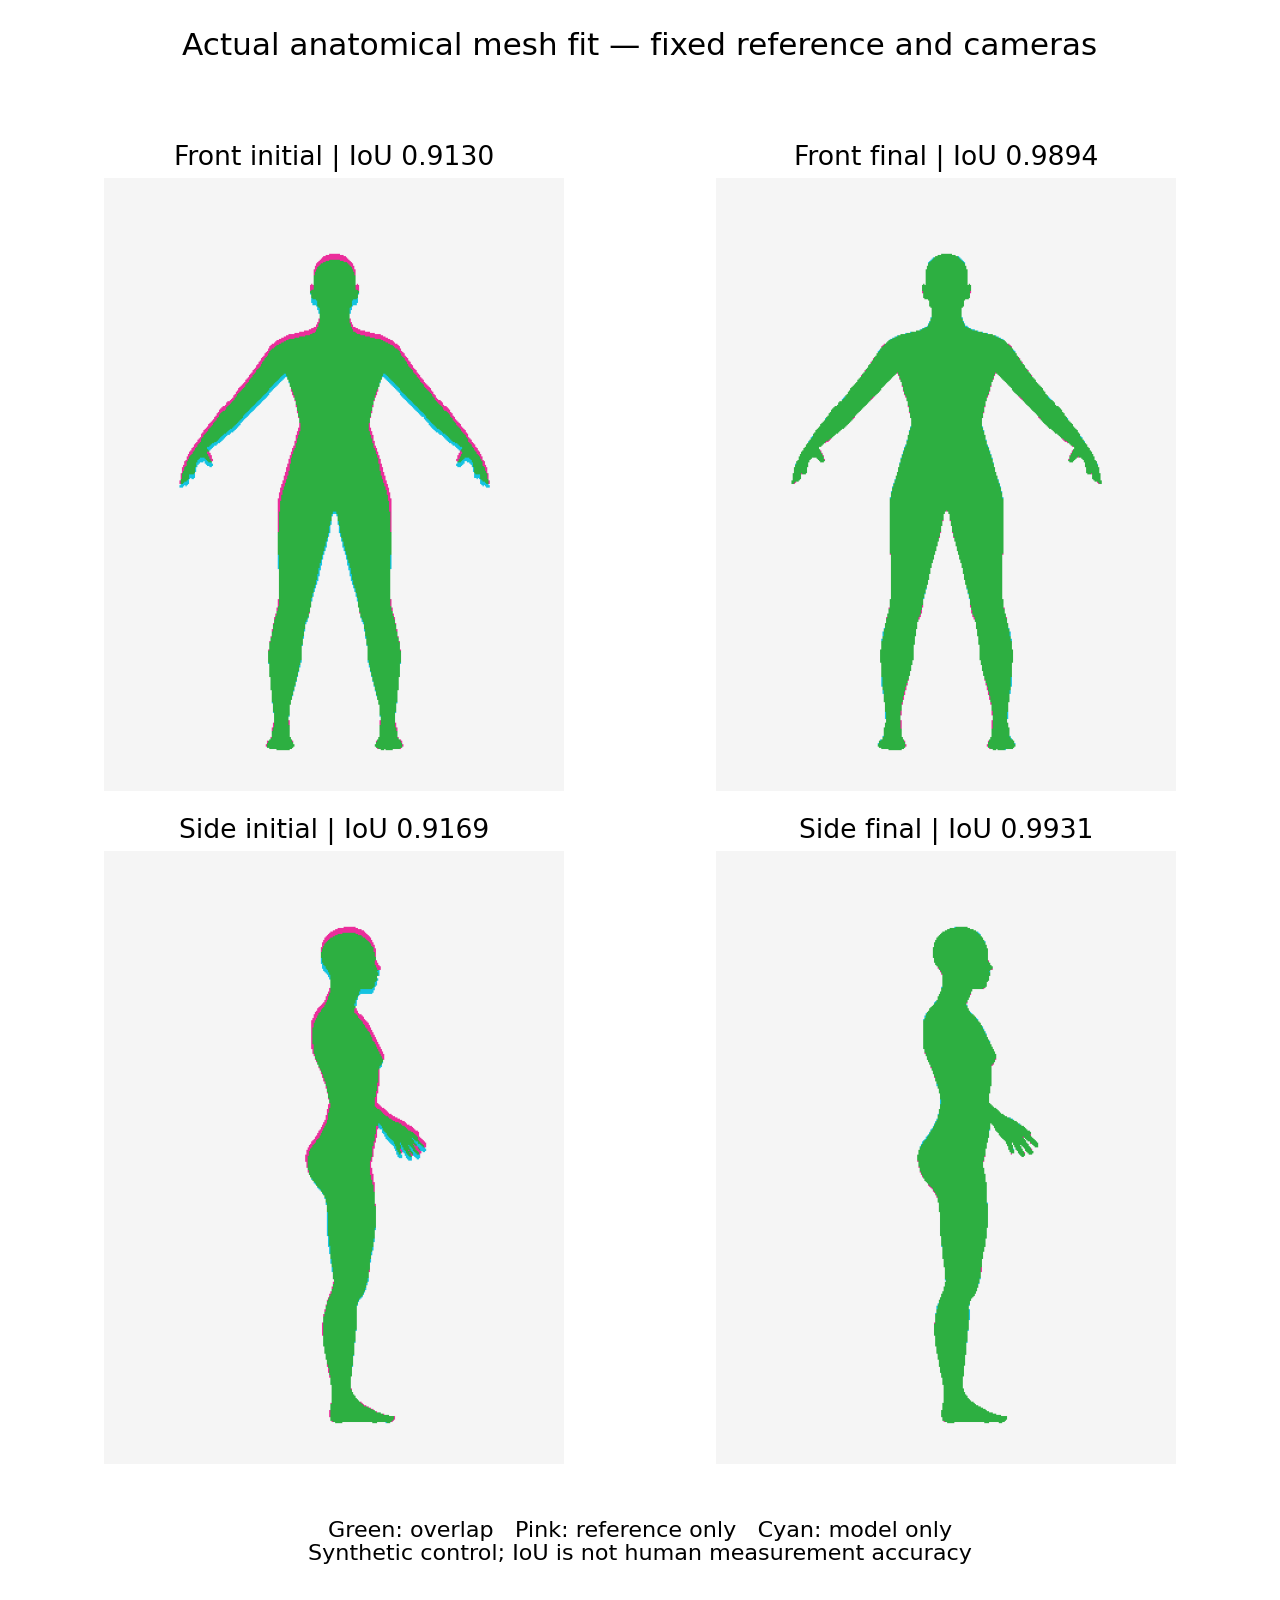 Actual anatomical mesh fit — fixed reference and cameras
Front initial | IoU 0.9130
Front final | IoU 0.9894
Side initial | IoU 0.9169
Side final | IoU 0.9931
Green: overlap   Pink: reference only   Cyan: model only
Synthetic control; IoU is not human measurement accuracy